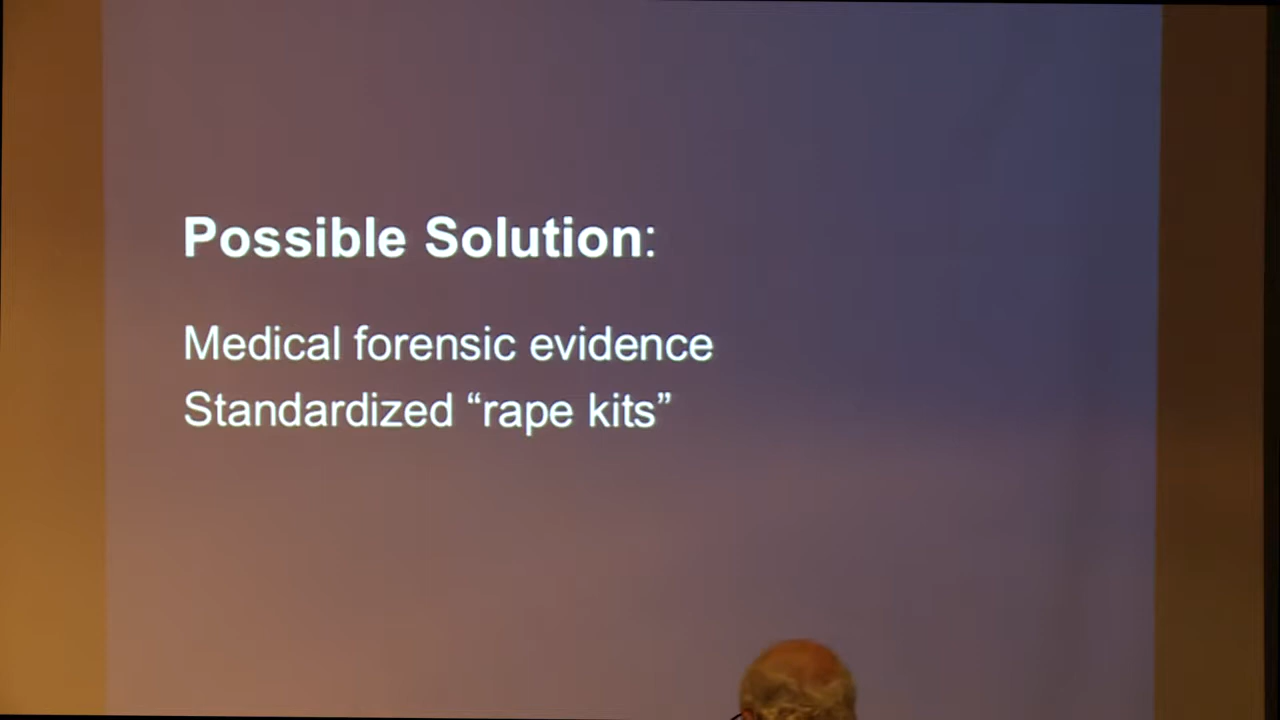 Possible Solution:
Medical forensic evidence
Standardized “rape kits”